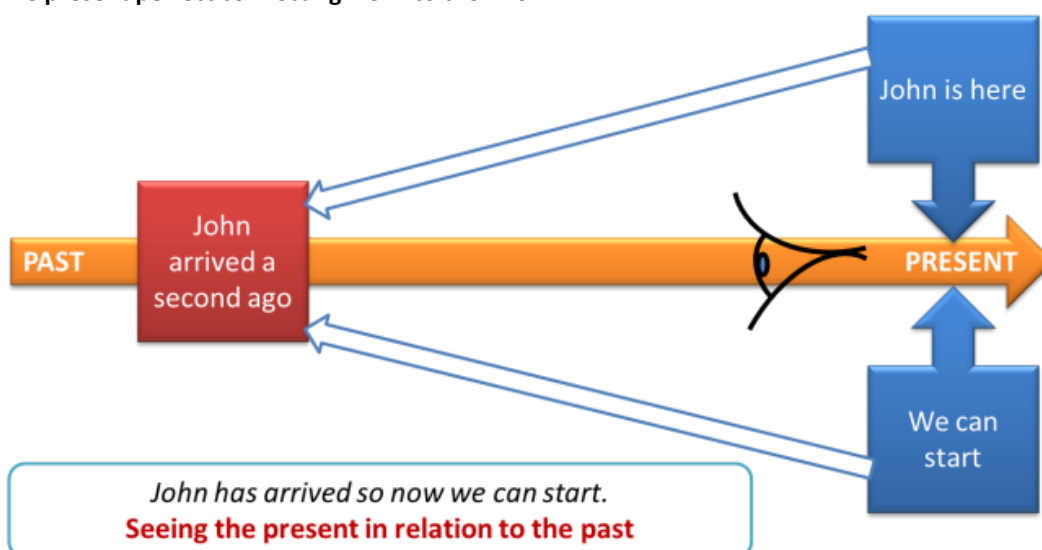 John is here
John
arrived a
second ago
PAST
PRESENT
We can
start
John has arrived so now we can start.
Seeing the present in relation to the past